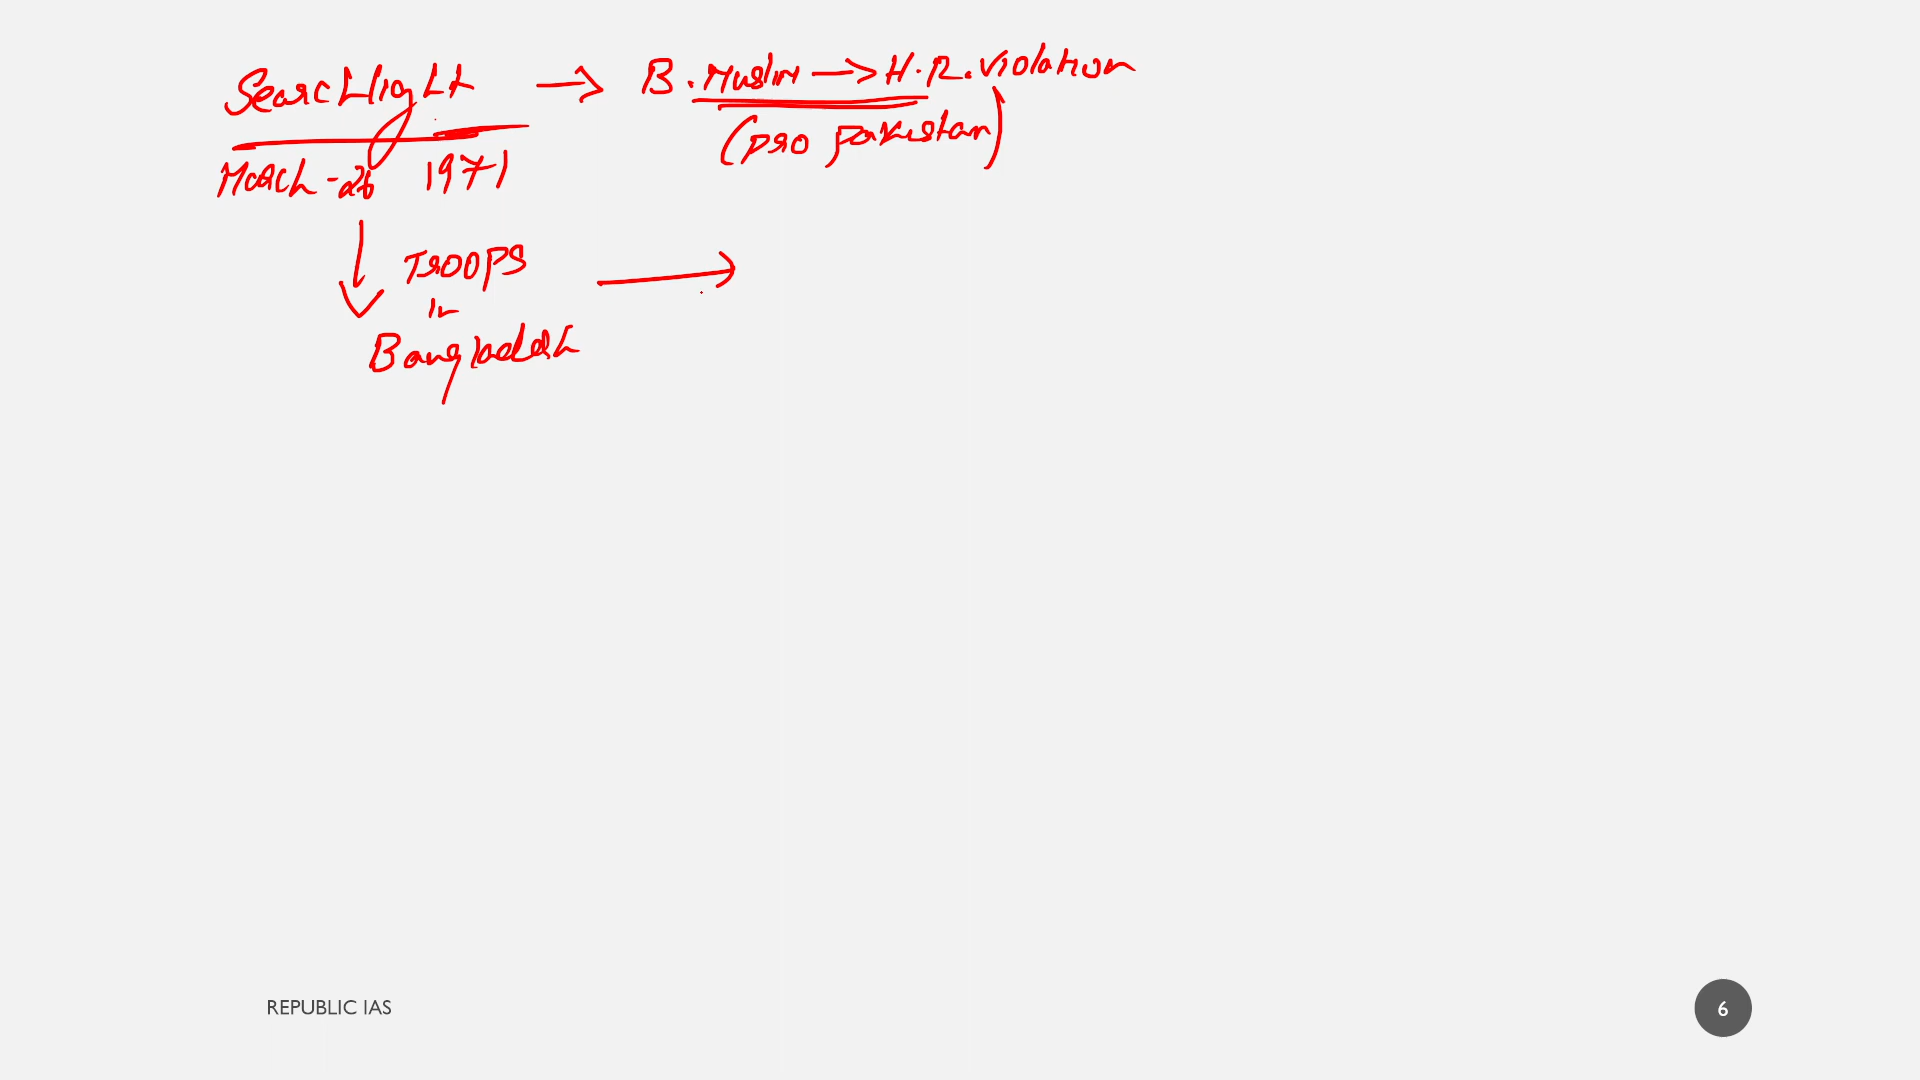 Searchlight → B. Muslim → H.R. Violation
(pro pakistan)
March - 26 1971
Troops →
in
Bangladesh
REPUBLIC IAS
6